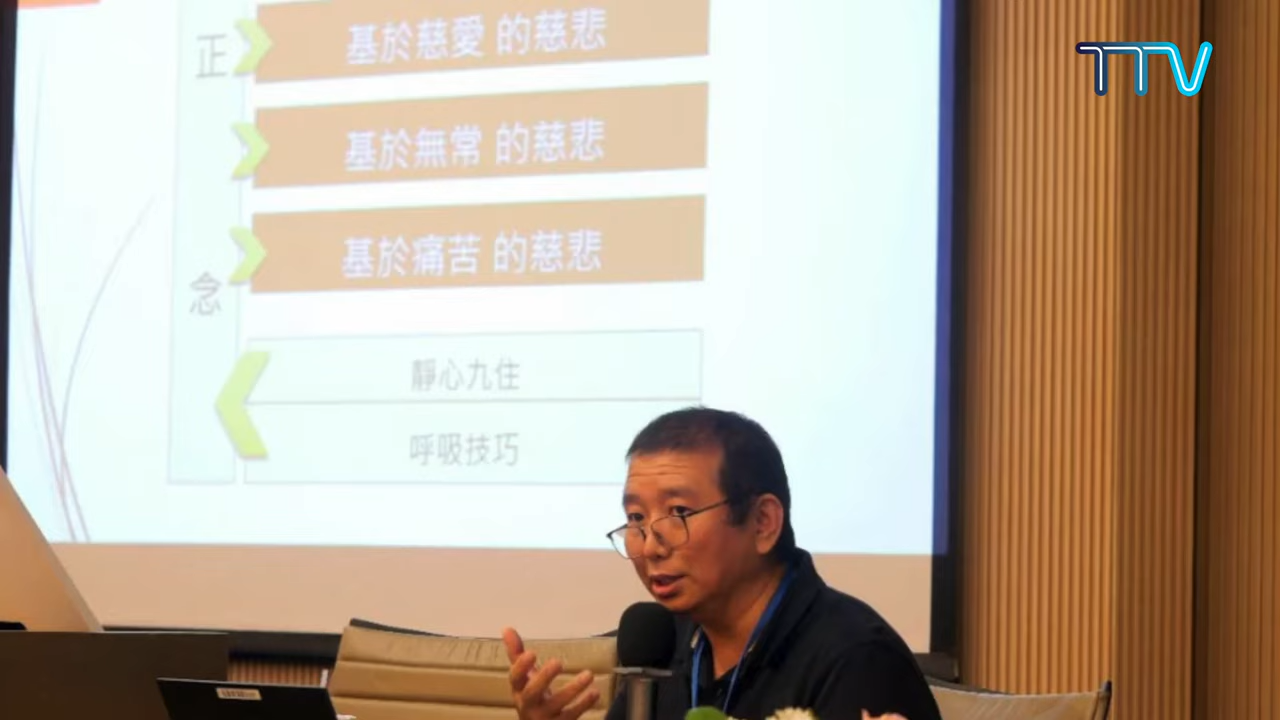 TTV
正念
基於慈愛 的慈悲
基於無常 的慈悲
基於痛苦 的慈悲
靜心九住
呼吸技巧